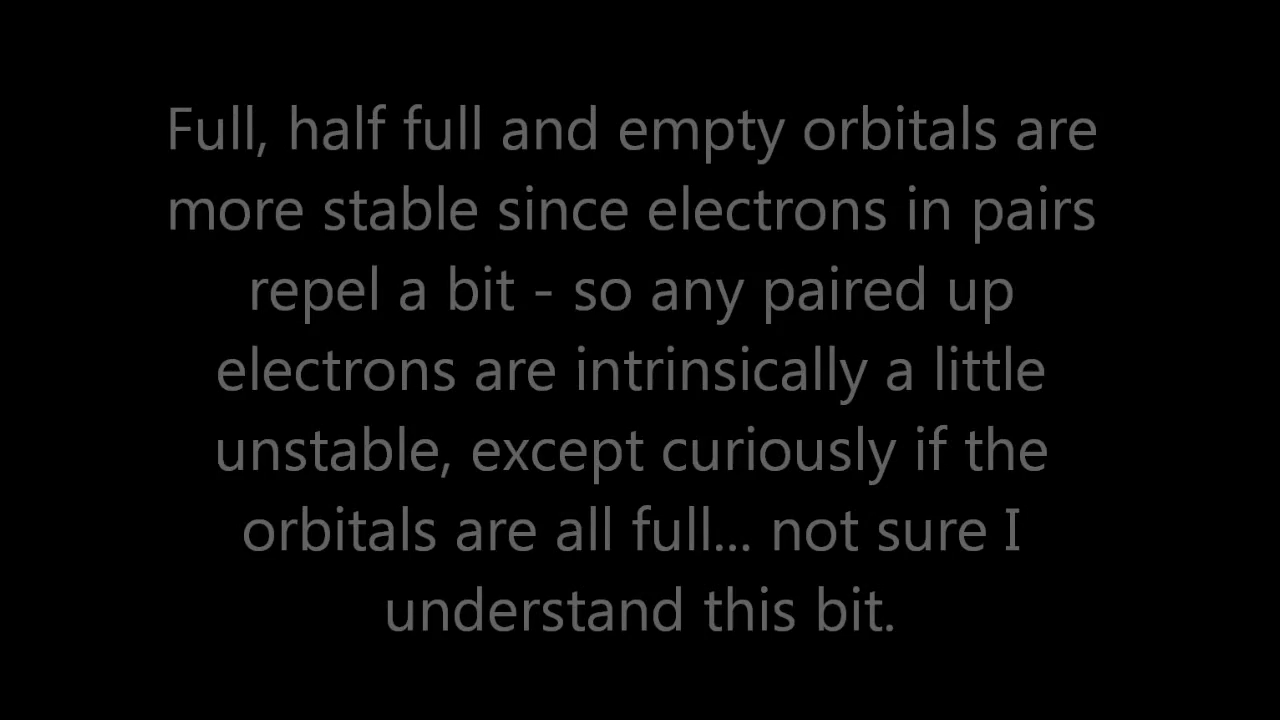 Full, half full and empty orbitals are
more stable since electrons in pairs
repel a bit - so any paired up
electrons are intrinsically a little
unstable, except curiously if the
orbitals are all full... not sure I
understand this bit.